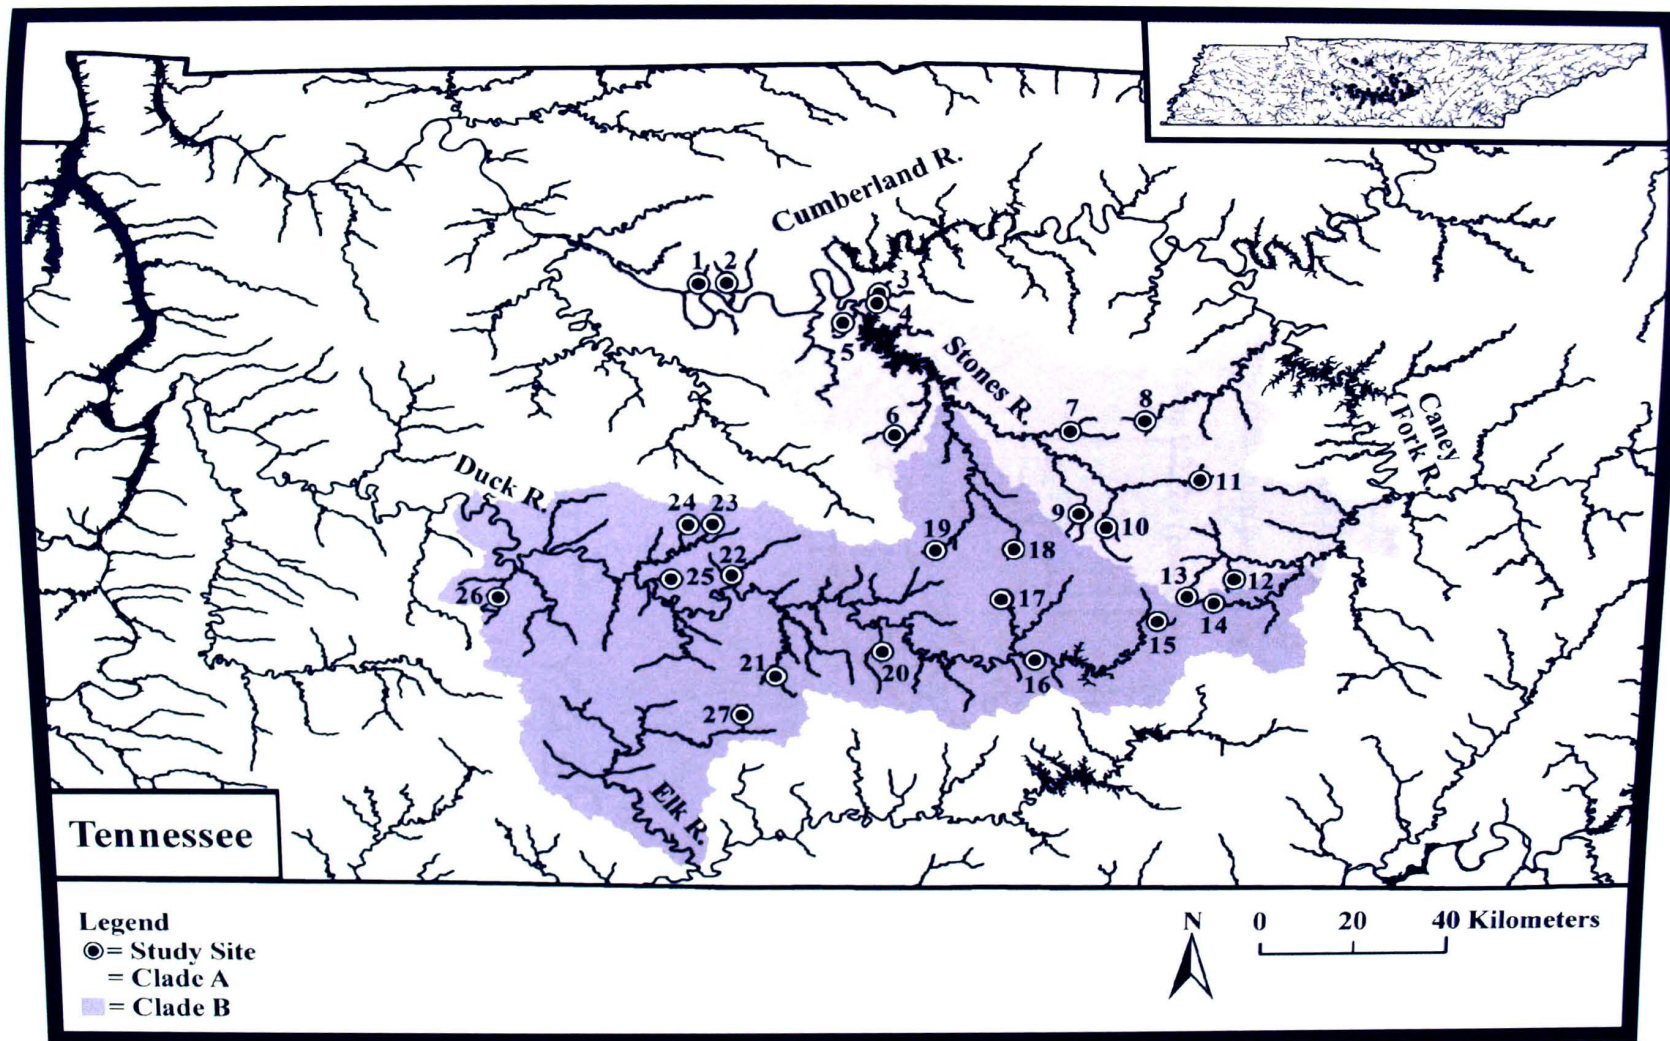 Cumberland R.
1 2
3
4
5
Stones R.
6
7
8
Caney
Fork R.
Duck R.
24 23
11
9
10
19
18
22
25
13
12
26
17
14
15
20
21
16
27
Elk R.
Tennessee
Legend
= Study Site
= Clade A
= Clade B
N
0 20 40 Kilometers